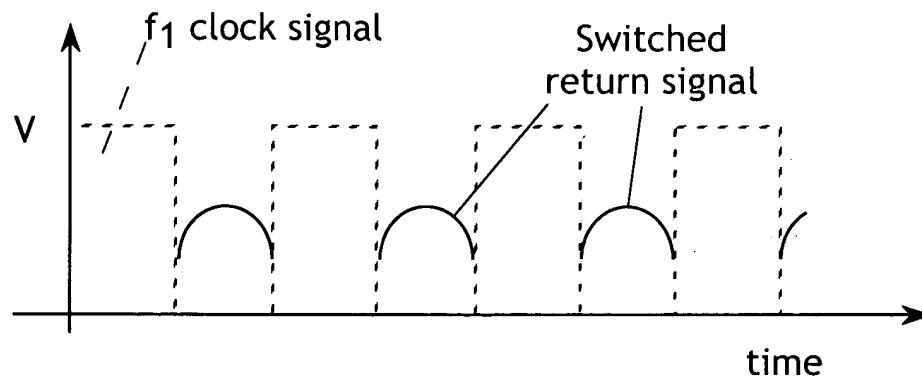 f1 clock signal
Switched
return signal
V
time